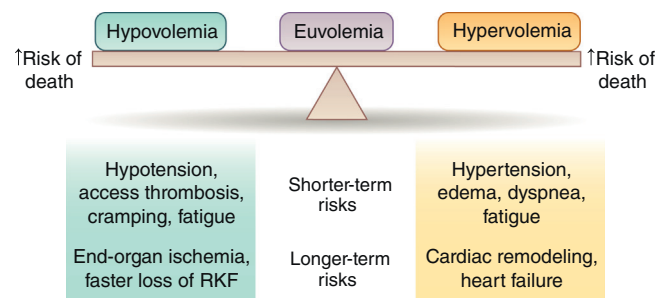 Hypovolemia
Euvolemia
Hypervolemia
↑Risk of
death
↑Risk of
death
Hypotension,
access thrombosis,
cramping, fatigue
Shorter-term
risks
Hypertension,
edema, dyspnea,
fatigue
End-organ ischemia,
faster loss of RKF
Longer-term
risks
Cardiac remodeling,
heart failure